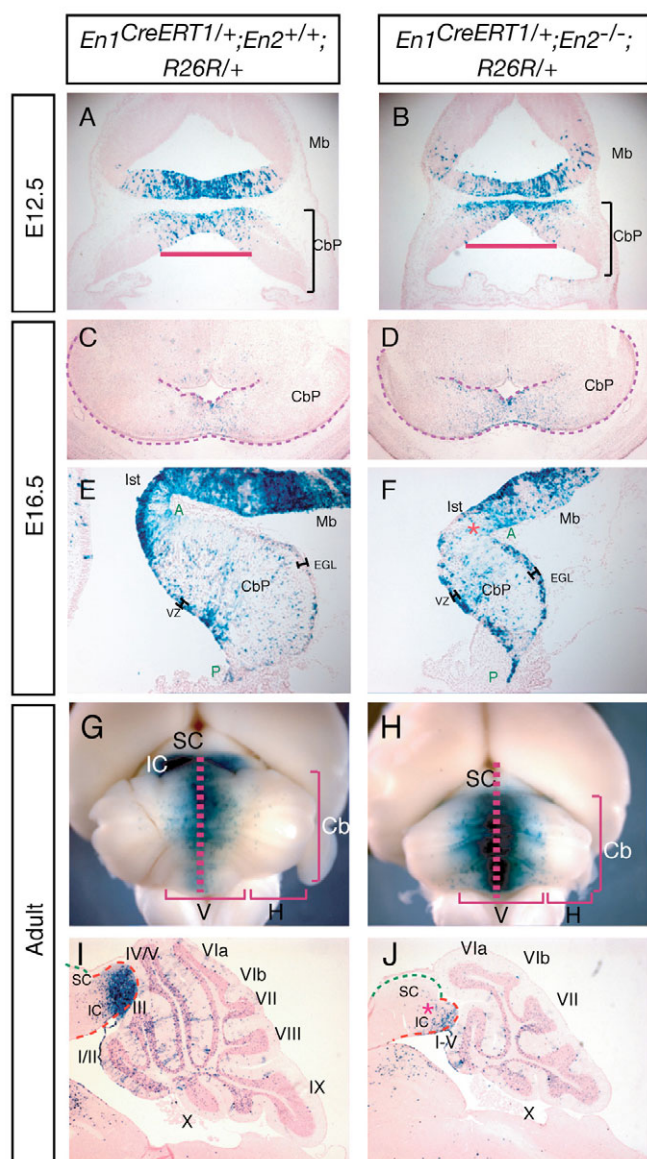 En1CreERT1/+;En2+/+;
R26R/+
En1CreERT1/+;En2-/-;
R26R/+
E12.5
A
Mb
CbP
B
Mb
CbP
E16.5
C
CbP
D
CbP
E
Ist
A
Mb
EGL
CbP
VZ
P
F
Ist
*
A
Mb
EGL
CbP
VZ
P
Adult
G
SC
IC
Cb
V
H
H
SC
Cb
V
H
I
IV/V
VIa
VIb
SC
VII
IC
III
VIII
I/II
IX
X
J
VIa
VIb
SC
VII
*
IC
I-V
X